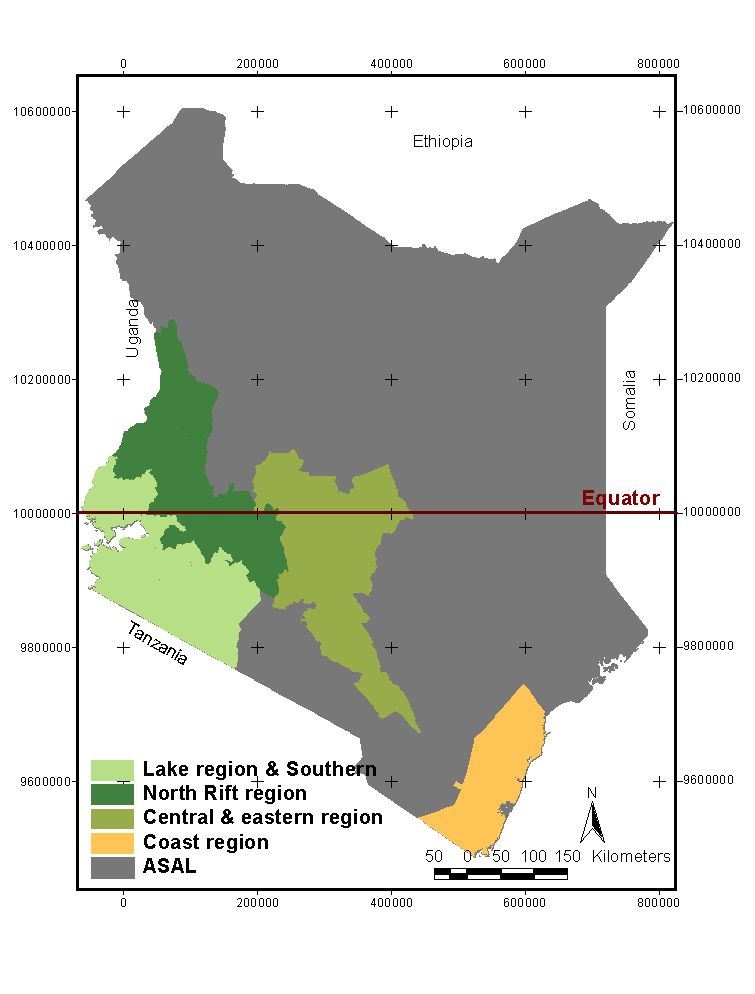 0 200000 400000 600000 800000
10600000 10600000
Ethiopia
10400000 10400000
Uganda
Somalia
10200000 10200000
Equator
10000000 10000000
Tanzania
9800000 9800000
Lake region & Southern
9600000 9600000
North Rift region
N
Central & eastern region
Coast region
50 0 50 100 150 Kilometers
ASAL
0 200000 400000 600000 800000